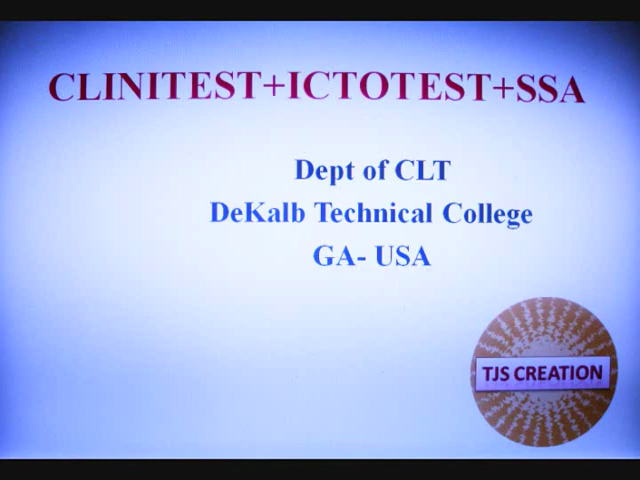 CLINITEST+ICTOTEST+SSA
Dept of CLT
DeKalb Technical College
GA- USA
TJS CREATION